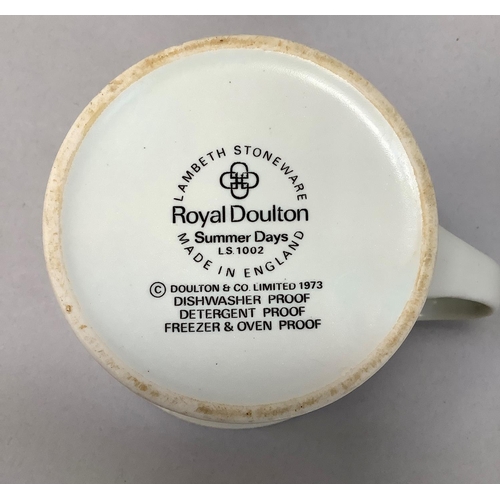 LAMBETH STONEWARE
Royal Doulton
Summer Days
L.S. 1002
MADE IN ENGLAND
© DOULTON & CO. LIMITED 1973
DISHWASHER PROOF
DETERGENT PROOF
FREEZER & OVEN PROOF